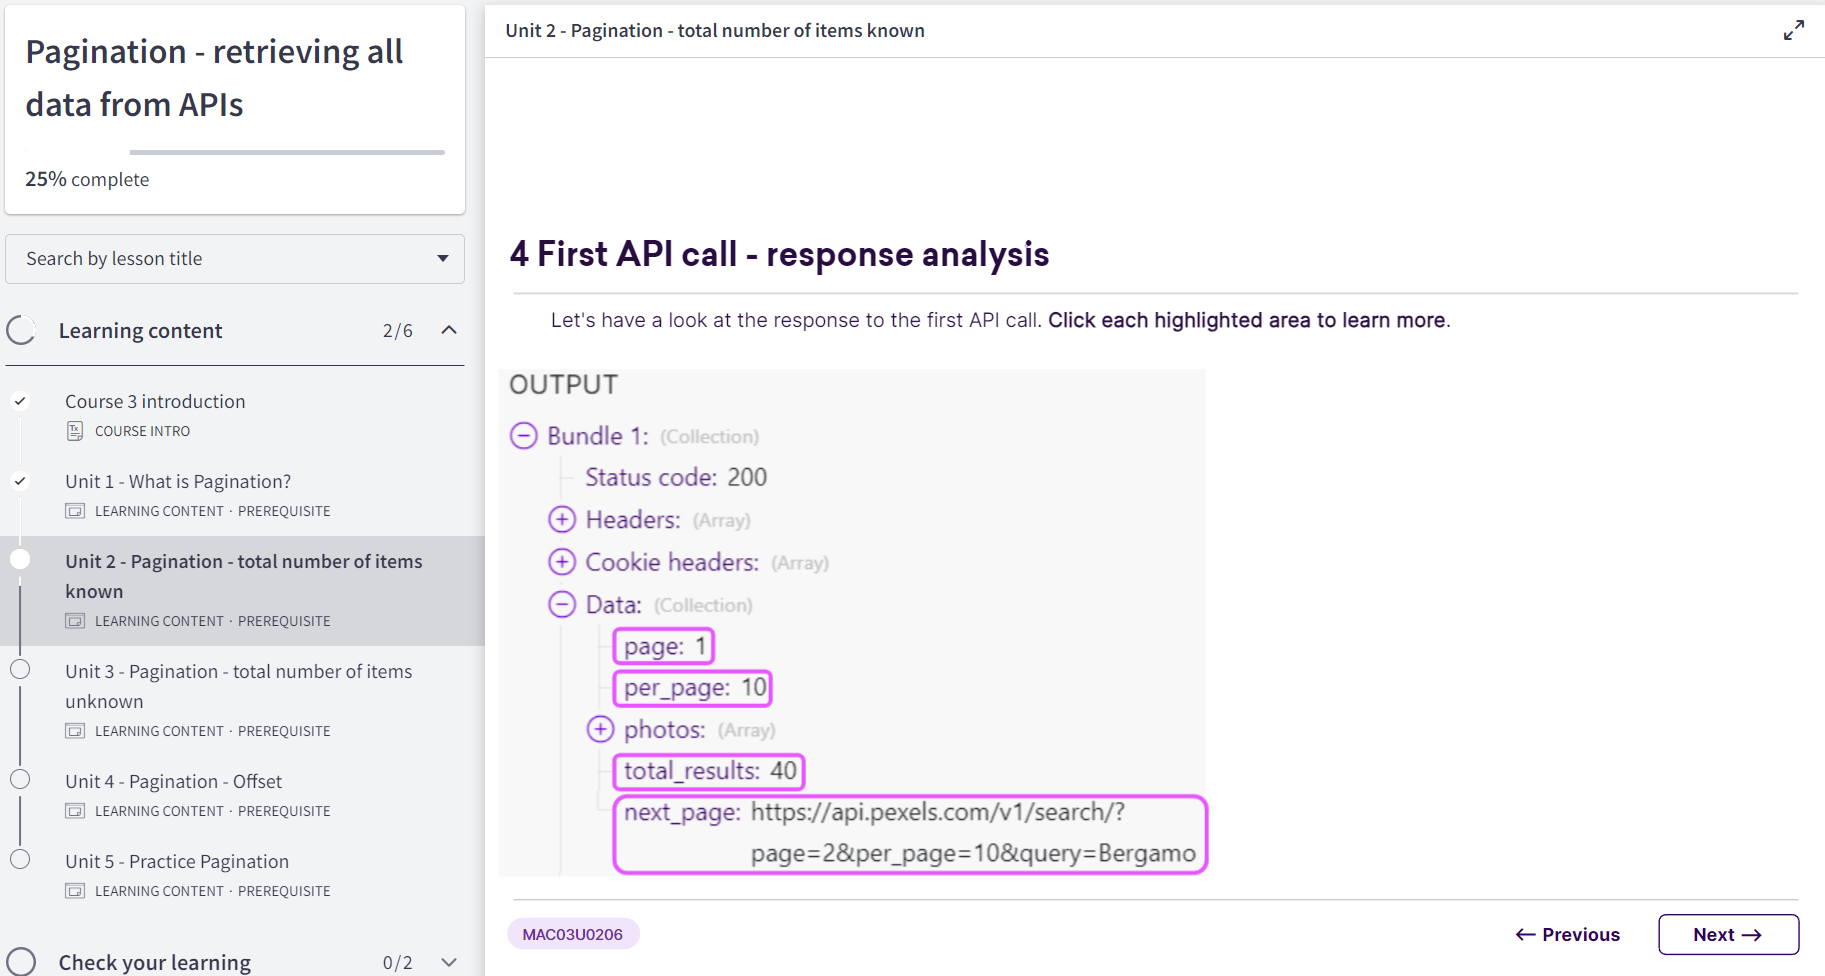 Pagination - retrieving all
data from APIs
25% complete
Search by lesson title
Learning content 2/6
Course 3 introduction
COURSE INTRO
Unit 1 - What is Pagination?
LEARNING CONTENT · PREREQUISITE
Unit 2 - Pagination - total number of items
known
LEARNING CONTENT · PREREQUISITE
Unit 3 - Pagination - total number of items
unknown
LEARNING CONTENT · PREREQUISITE
Unit 4 - Pagination - Offset
LEARNING CONTENT · PREREQUISITE
Unit 5 - Practice Pagination
LEARNING CONTENT · PREREQUISITE
Check your learning 0/2
Unit 2 - Pagination - total number of items known
4 First API call - response analysis
Let's have a look at the response to the first API call. Click each highlighted area to learn more.
OUTPUT
Bundle 1: (Collection)
Status code: 200
Headers: (Array)
Cookie headers: (Array)
Data: (Collection)
page: 1
per_page: 10
photos: (Array)
total_results: 40
next_page: https://api.pexels.com/v1/search/?
page=2&per_page=10&query=Bergamo
MAC03U0206
← Previous
Next →